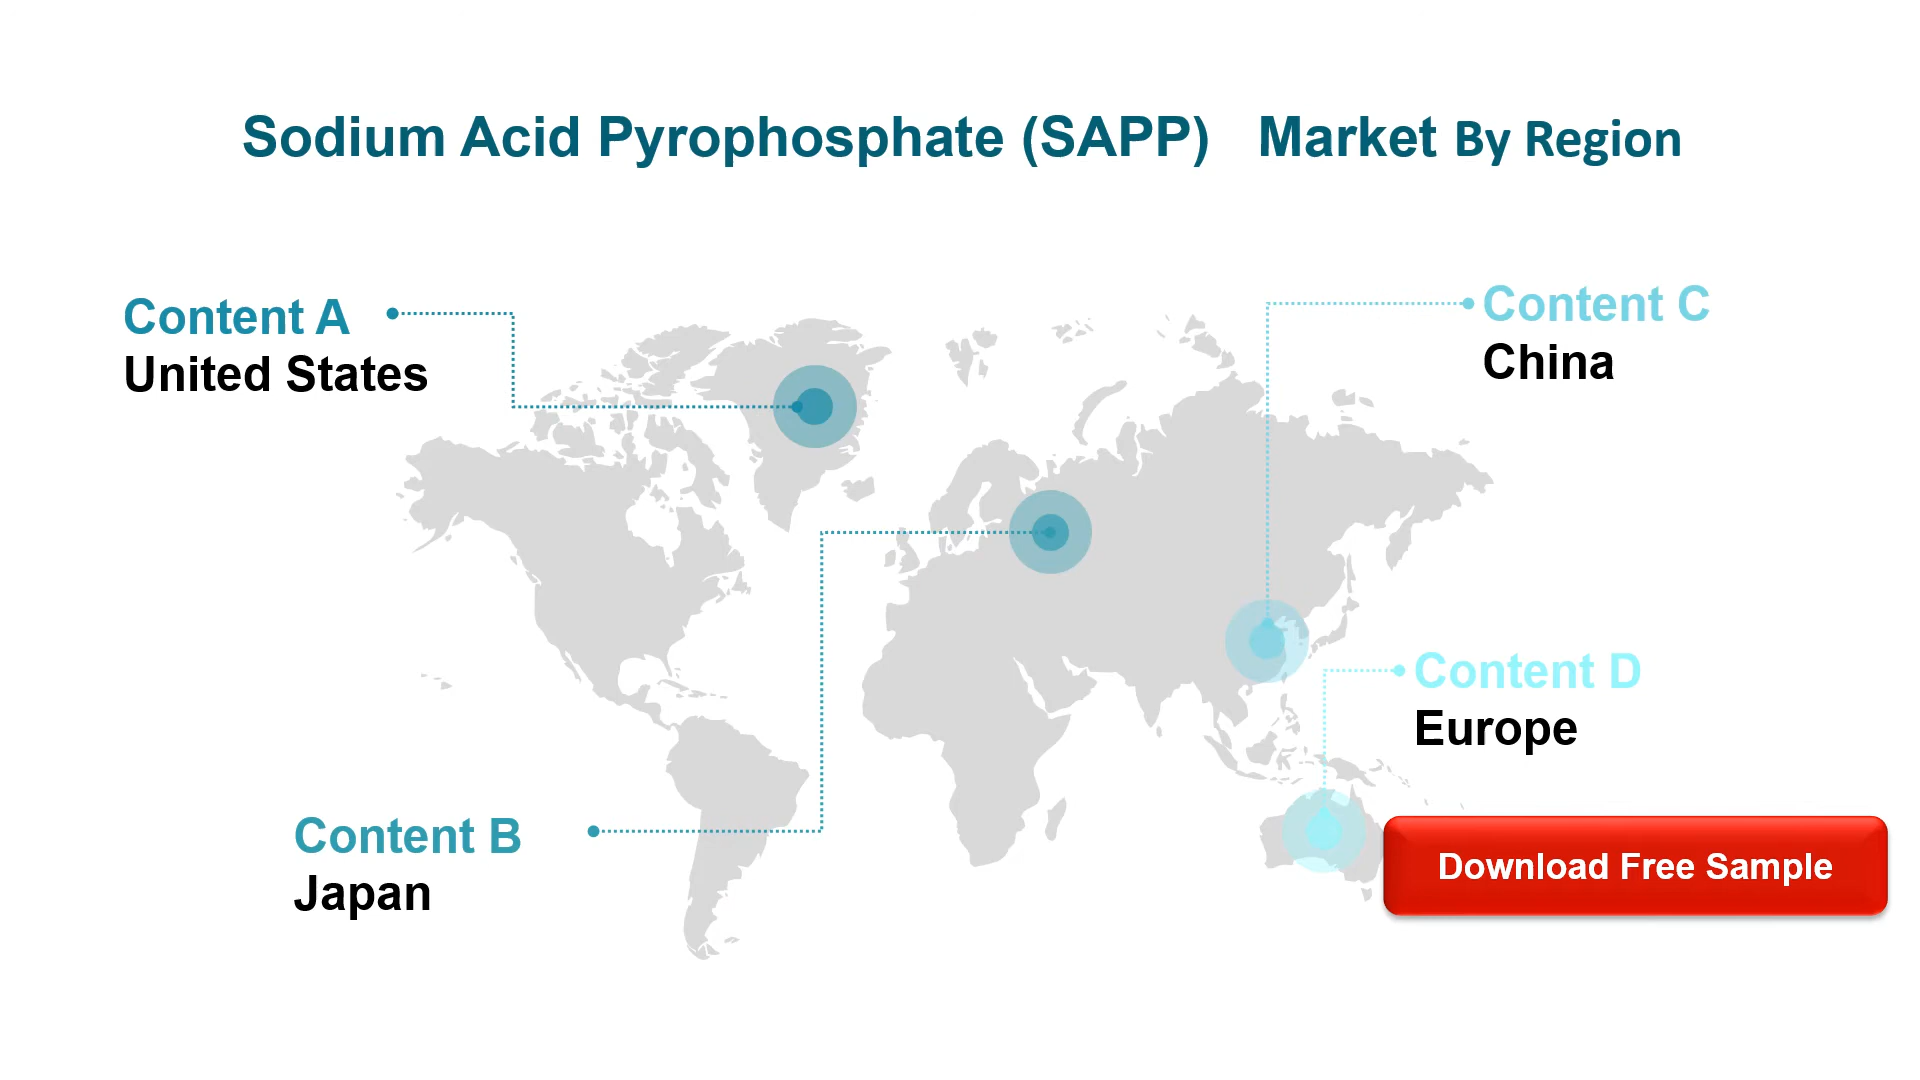 Sodium Acid Pyrophosphate (SAPP) Market By Region
Content A
United States
Content C
China
Content D
Europe
Content B
Japan
Download Free Sample